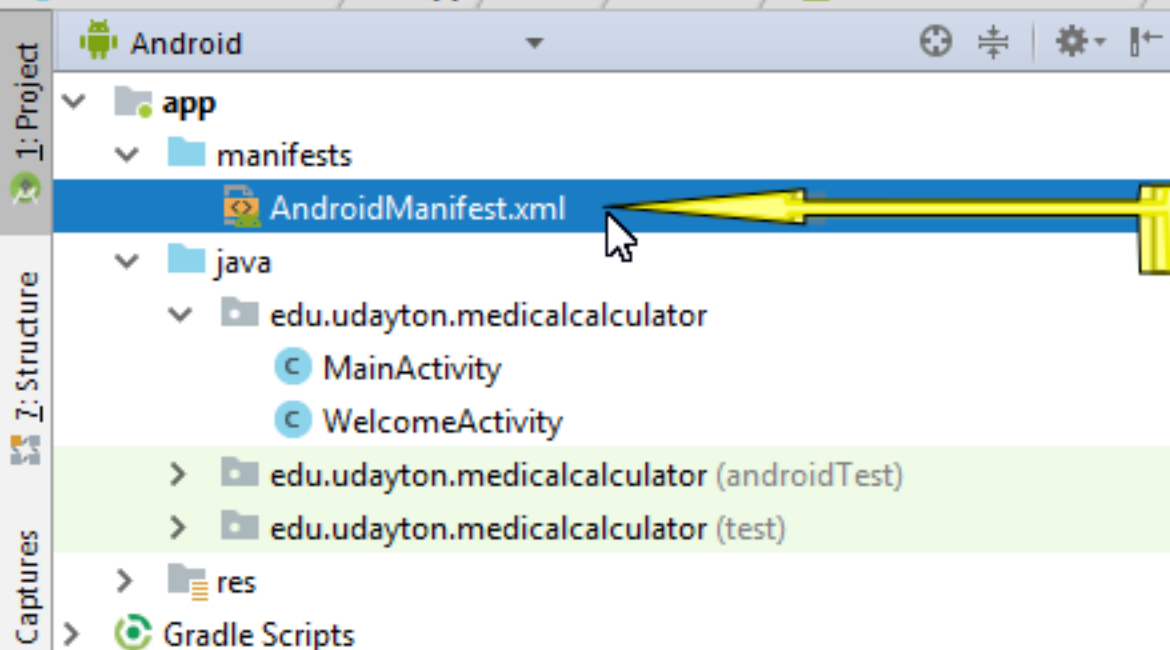 Android
1: Project
app
manifests
AndroidManifest.xml
java
edu.udayton.medicalcalculator
C MainActivity
C WelcomeActivity
edu.udayton.medicalcalculator (androidTest)
edu.udayton.medicalcalculator (test)
res
Gradle Scripts
7: Structure
Captures